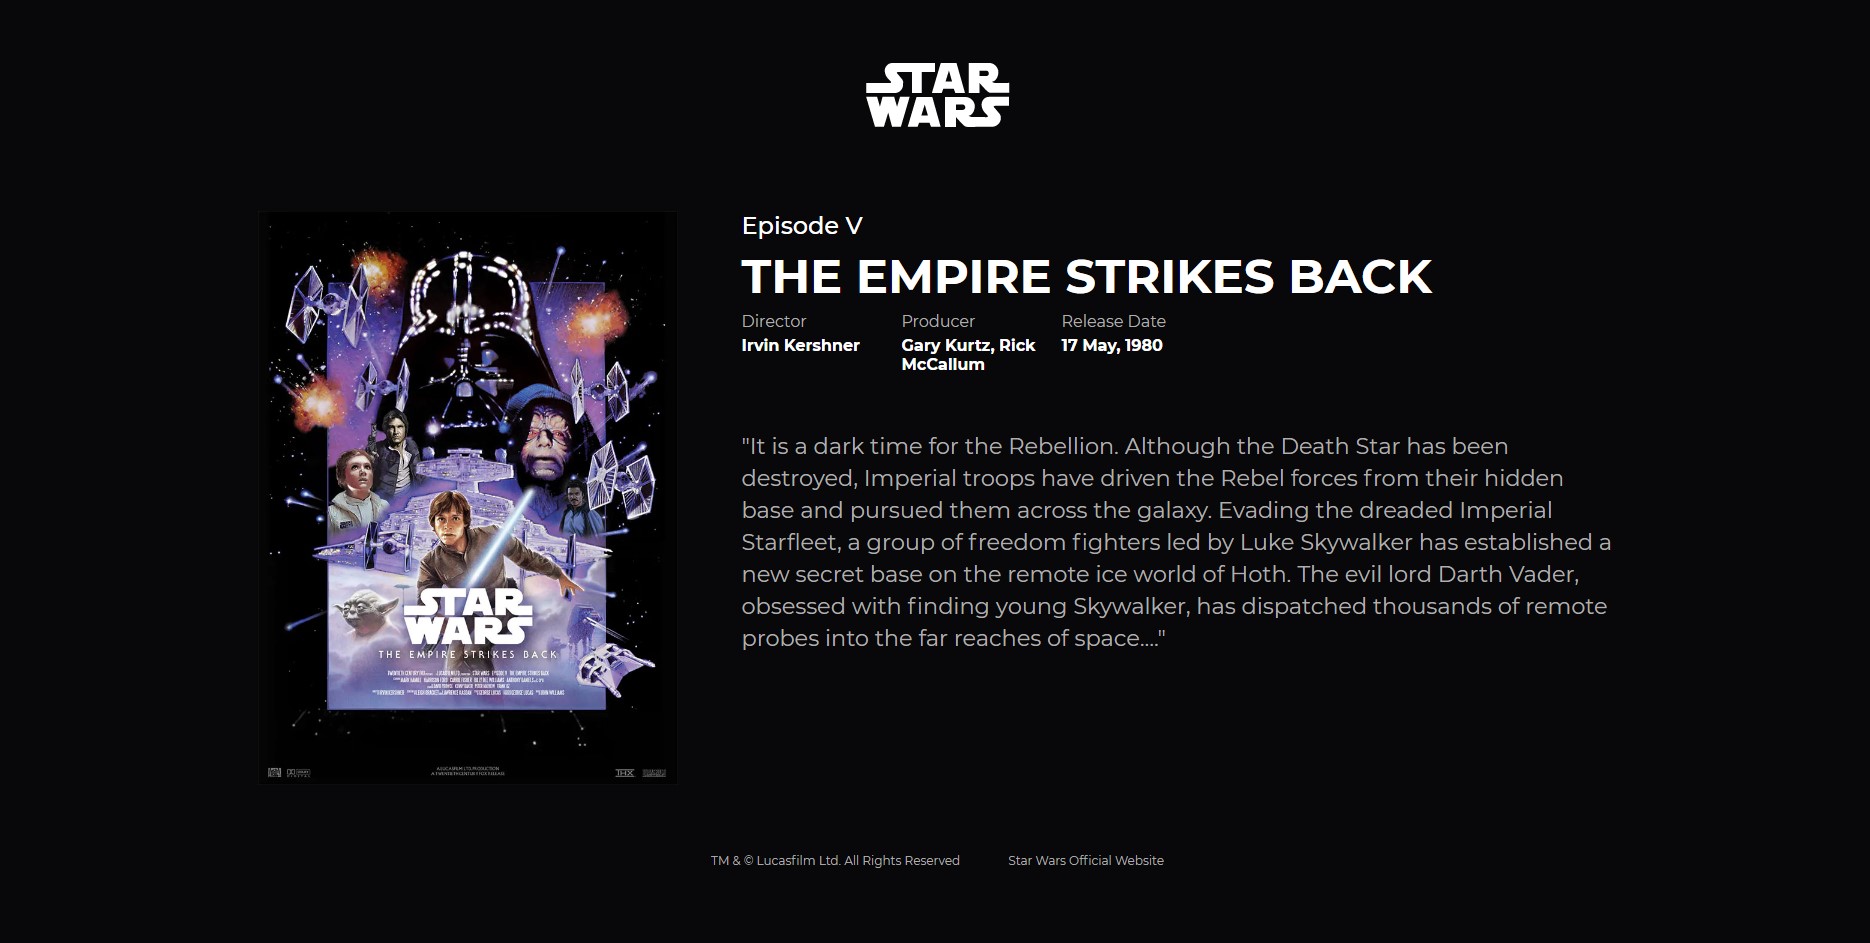 STAR
WARS
Episode V
THE EMPIRE STRIKES BACK
Director
Irvin Kershner
Producer
Gary Kurtz, Rick
McCallum
Release Date
17 May, 1980
"It is a dark time for the Rebellion. Although the Death Star has been
destroyed, Imperial troops have driven the Rebel forces from their hidden
base and pursued them across the galaxy. Evading the dreaded Imperial
Starfleet, a group of freedom fighters led by Luke Skywalker has established a
new secret base on the remote ice world of Hoth. The evil lord Darth Vader,
obsessed with finding young Skywalker, has dispatched thousands of remote
probes into the far reaches of space...."
STAR
WARS
THE EMPIRE STRIKES BACK
THX
TM & © Lucasfilm Ltd. All Rights Reserved
Star Wars Official Website